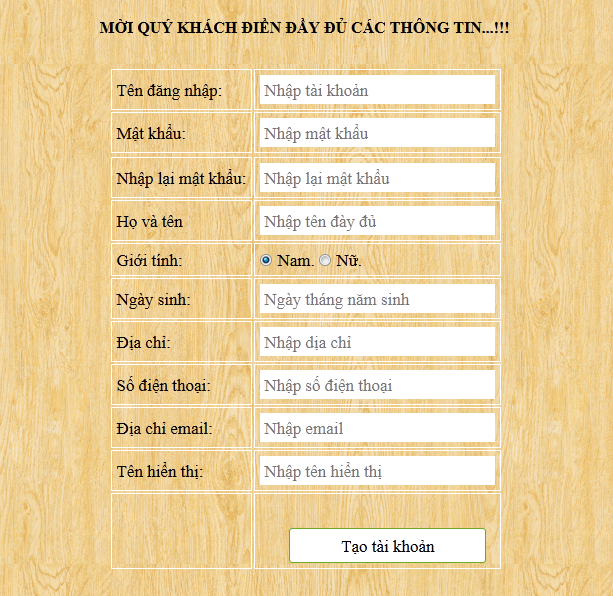 MỜI QUÝ KHÁCH ĐIỀN ĐẦY ĐỦ CÁC THÔNG TIN...!!!
Tên đăng nhập: Nhập tài khoản
Mật khẩu: Nhập mật khẩu
Nhập lại mật khẩu: Nhập lại mật khẩu
Họ và tên Nhập tên đầy đủ
Giới tính: Nam. Nữ.
Ngày sinh: Ngày tháng năm sinh
Địa chỉ: Nhập địa chỉ
Số điện thoại: Nhập số điện thoại
Địa chỉ email: Nhập email
Tên hiển thị: Nhập tên hiển thị
Tạo tài khoản